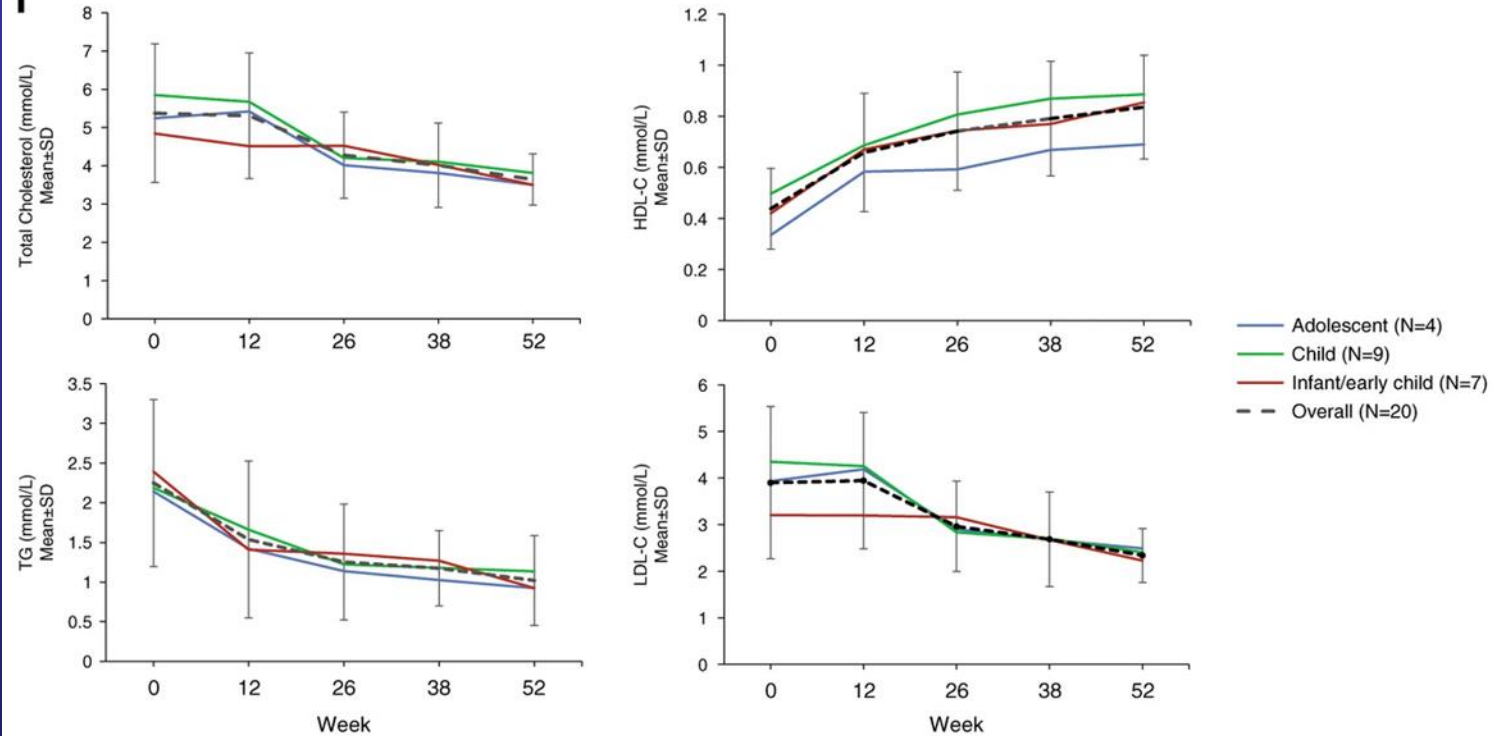 Total Cholesterol (mmol/L)
Mean±SD
8
7
6
5
4
3
2
1
0
0 12 26 38 52
HDL-C (mmol/L)
Mean±SD
1.2
1
0.8
0.6
0.4
0.2
0
0 12 26 38 52
Adolescent (N=4)
Child (N=9)
Infant/early child (N=7)
Overall (N=20)
TG (mmol/L)
Mean±SD
3.5
3
2.5
2
1.5
1
0.5
0
0 12 26 38 52
Week
LDL-C (mmol/L)
Mean±SD
6
5
4
3
2
1
0
0 12 26 38 52
Week